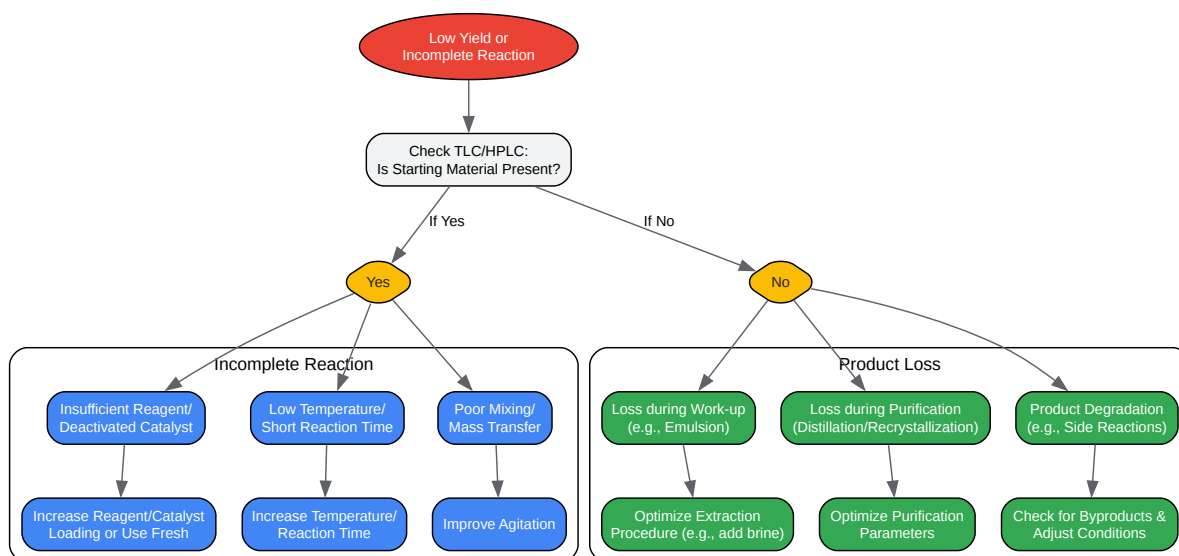 Low Yield or
Incomplete Reaction
Check TLC/HPLC:
Is Starting Material Present?
If Yes
If No
Yes
No
Incomplete Reaction
Product Loss
Insufficient Reagent/
Deactivated Catalyst
Low Temperature/
Short Reaction Time
Poor Mixing/
Mass Transfer
Loss during Work-up
(e.g., Emulsion)
Loss during Purification
(Distillation/Recrystallization)
Product Degradation
(e.g., Side Reactions)
Increase Reagent/Catalyst
Loading or Use Fresh
Increase Temperature/
Reaction Time
Improve Agitation
Optimize Extraction
Procedure (e.g., add brine)
Optimize Purification
Parameters
Check for Byproducts &
Adjust Conditions